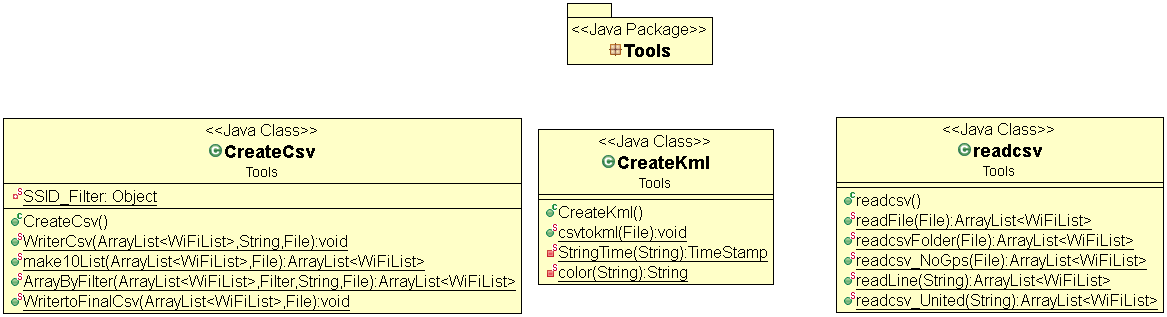 <<Java Package>>
Tools
<<Java Class>>
CreateCsv
Tools
SSID_Filter: Object
CreateCsv()
WriterCsv(ArrayList<WiFiList>,String,File):void
make10List(ArrayList<WiFiList>,File):ArrayList<WiFiList>
ArrayByFilter(ArrayList<WiFiList>,Filter,String,File):ArrayList<WiFiList>
WritertoFinalCsv(ArrayList<WiFiList>,File):void
<<Java Class>>
CreateKml
Tools
CreateKml()
csvtokml(File):void
StringTime(String):TimeStamp
color(String):String
<<Java Class>>
readcsv
Tools
readcsv()
readFile(File):ArrayList<WiFiList>
readcsvFolder(File):ArrayList<WiFiList>
readcsv_NoGps(File):ArrayList<WiFiList>
readLine(String):ArrayList<WiFiList>
readcsv_United(String):ArrayList<WiFiList>